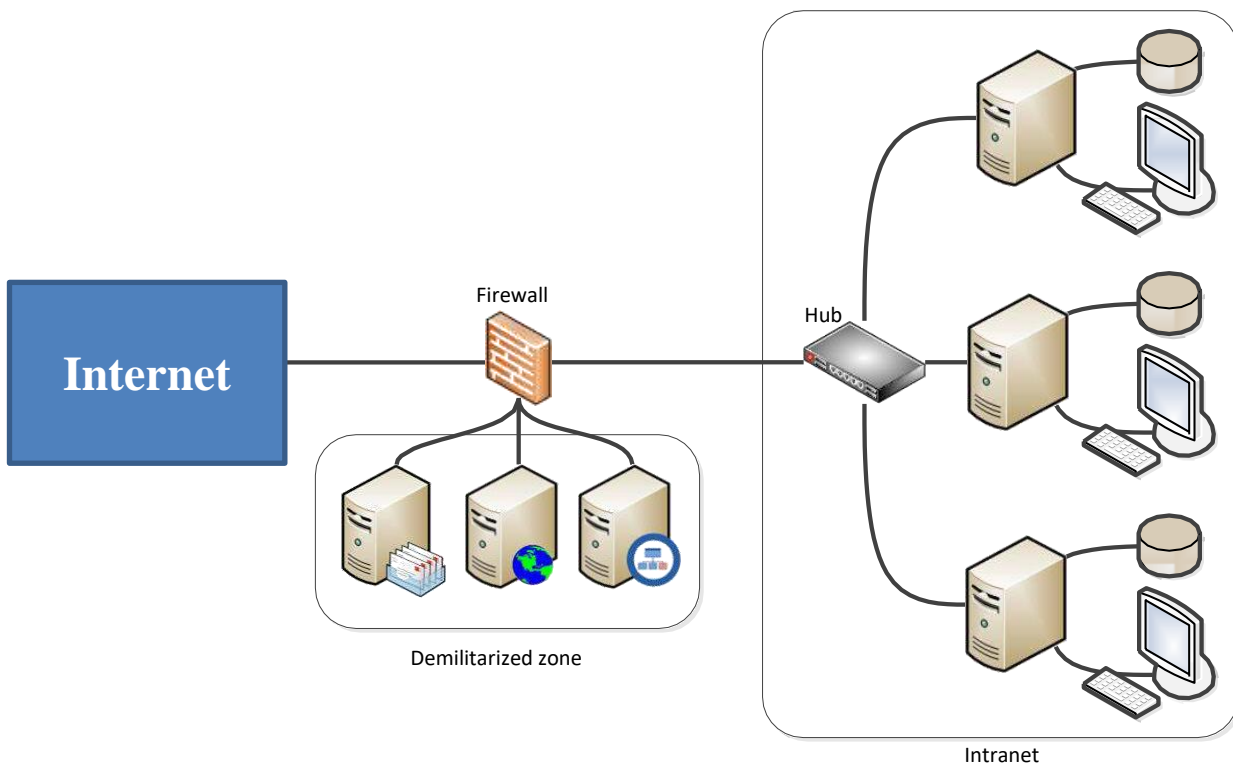 Internet
Firewall
Hub
Demilitarized zone
Intranet